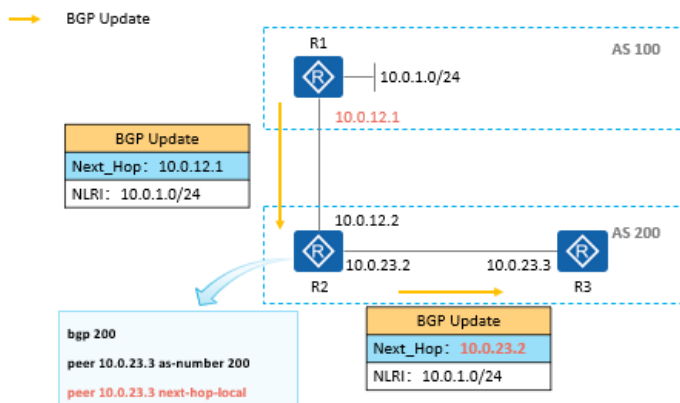 BGP Update
R1
AS 100
10.0.1.0/24
10.0.12.1
BGP Update
Next_Hop: 10.0.12.1
NLRI: 10.0.1.0/24
10.0.12.2
AS 200
R2
10.0.23.2
10.0.23.3
R3
BGP Update
Next_Hop: 10.0.23.2
NLRI: 10.0.1.0/24
bgp 200
peer 10.0.23.3 as-number 200
peer 10.0.23.3 next-hop-local